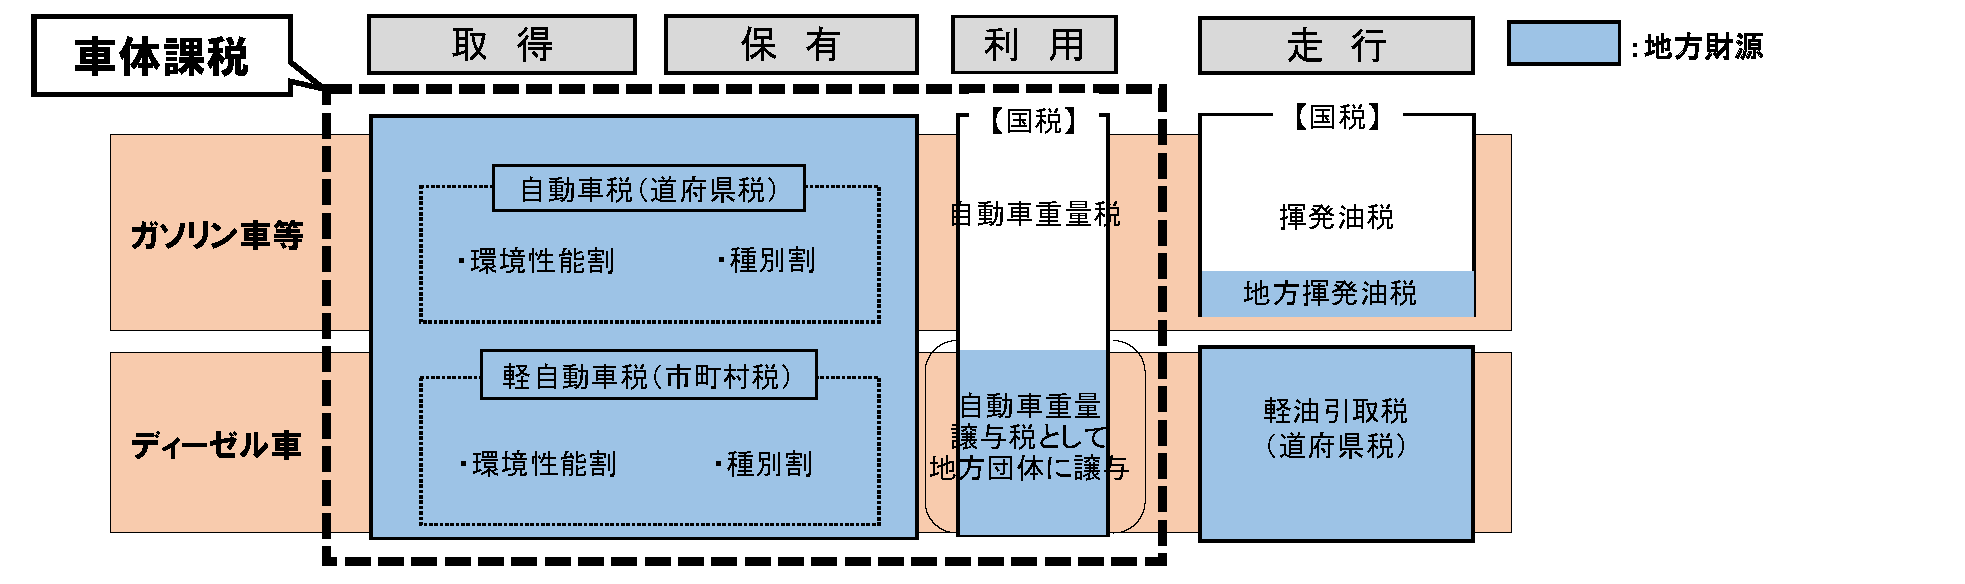 車体課税
取 得
保 有
利 用
走 行
：地方財源
ガソリン車等
自動車税（道府県税）
・環境性能割
・種別割
【国税】
自動車重量税
【国税】
揮発油税
地方揮発油税
ディーゼル車
軽自動車税（市町村税）
・環境性能割
・種別割
自動車重量
譲与税として
地方団体に譲与
軽油引取税
（道府県税）